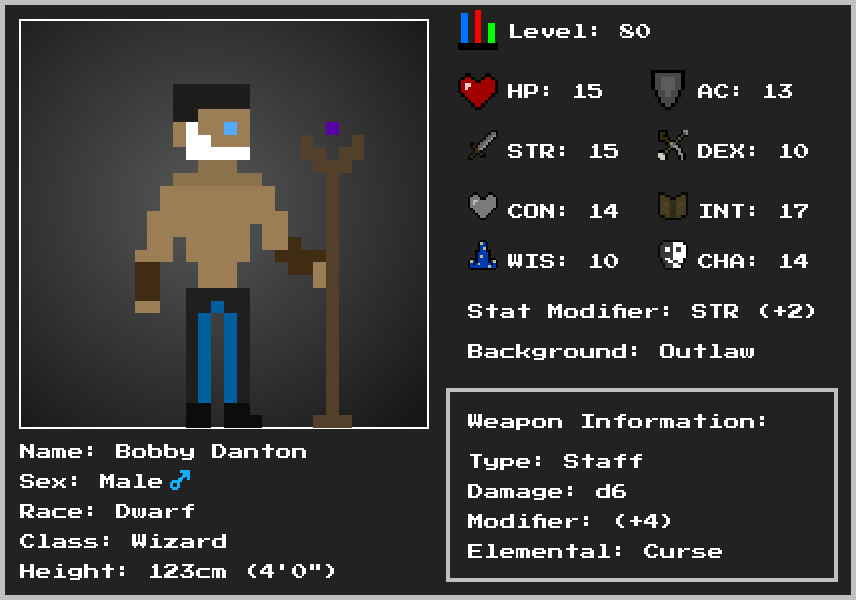 Level: 80
HP: 15
AC: 13
STR: 15
DEX: 10
CON: 14
INT: 17
WIS: 10
CHA: 14
Stat Modifier: STR (+2)
Background: Outlaw
Weapon Information:
Type: Staff
Damage: d6
Modifier: (+4)
Elemental: Curse
Name: Bobby Danton
Sex: Male♂
Race: Dwarf
Class: Wizard
Height: 123cm (4'0")